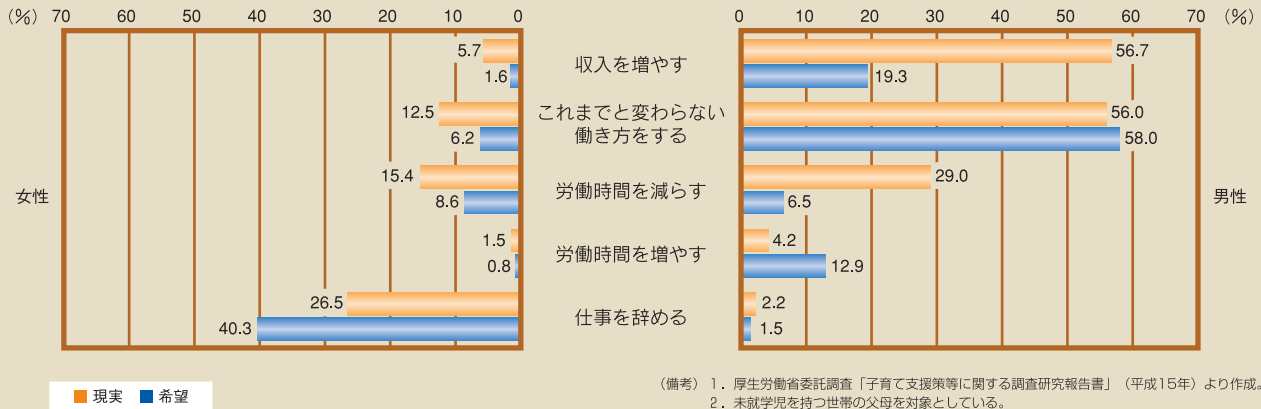 (%) 70 60 50 40 30 20 10 0
0 10 20 30 40 50 60 70 (%)
女性
5.7
1.6
12.5
6.2
15.4
8.6
1.5
0.8
26.5
40.3
収入を増やす
これまでと変わらない
働き方をする
労働時間を減らす
労働時間を増やす
仕事を辞める
56.7
19.3
56.0
58.0
29.0
6.5
4.2
12.9
2.2
1.5
男性
現実 希望
(備考) 1. 厚生労働省委託調査「子育て支援策等に関する調査研究報告書」(平成15年)より作成。
2. 未就学児を持つ世帯の父母を対象としている。